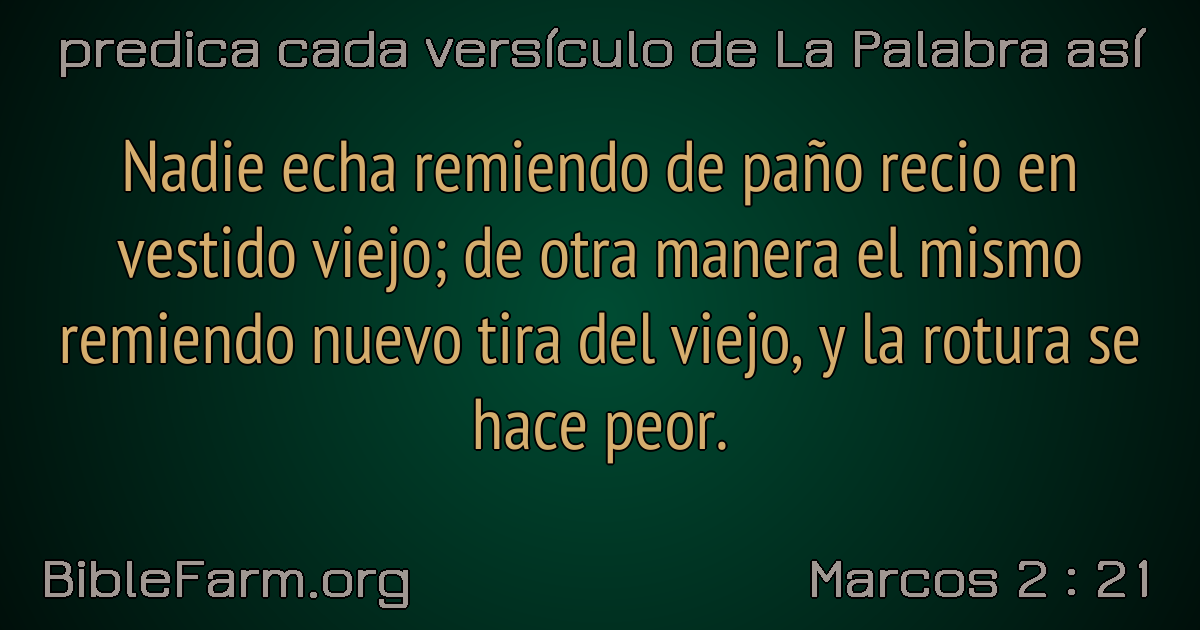 predica cada versículo de La Palabra así
Nadie echa remiendo de paño recio en
vestido viejo; de otra manera el mismo
remiendo nuevo tira del viejo, y la rotura se
hace peor.
BibleFarm.org
Marcos 2 : 21